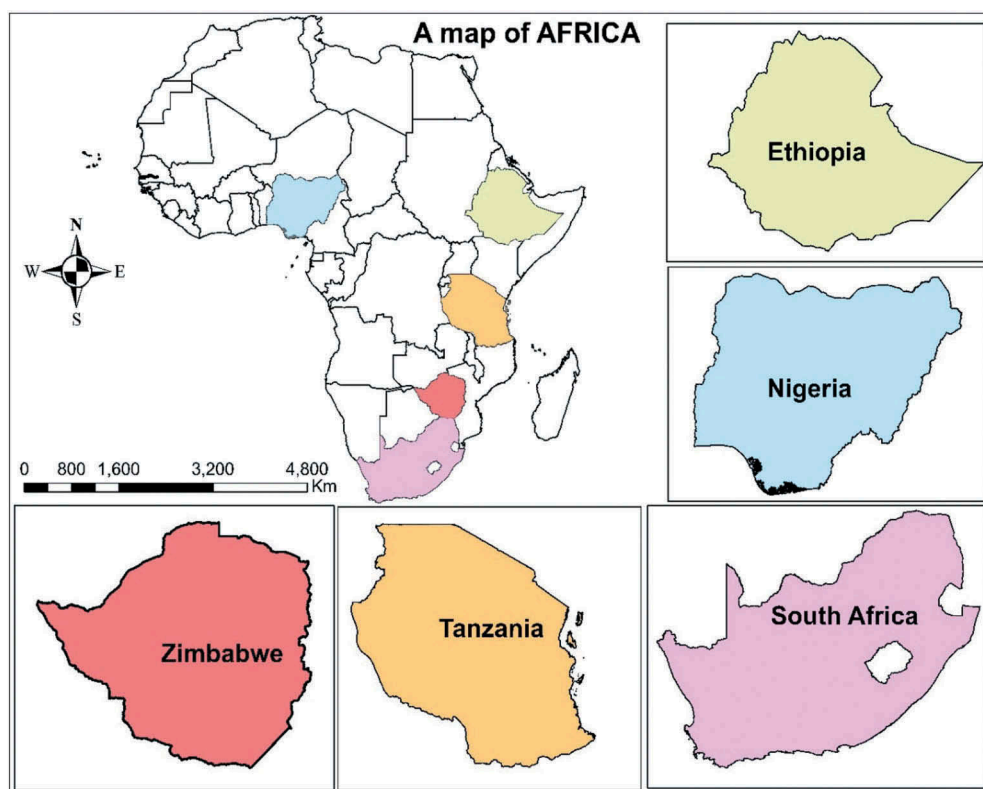 A map of AFRICA
Ethiopia
N
W E
S
Nigeria
0 800 1,600 3,200 4,800
Km
Zimbabwe
Tanzania
South Africa